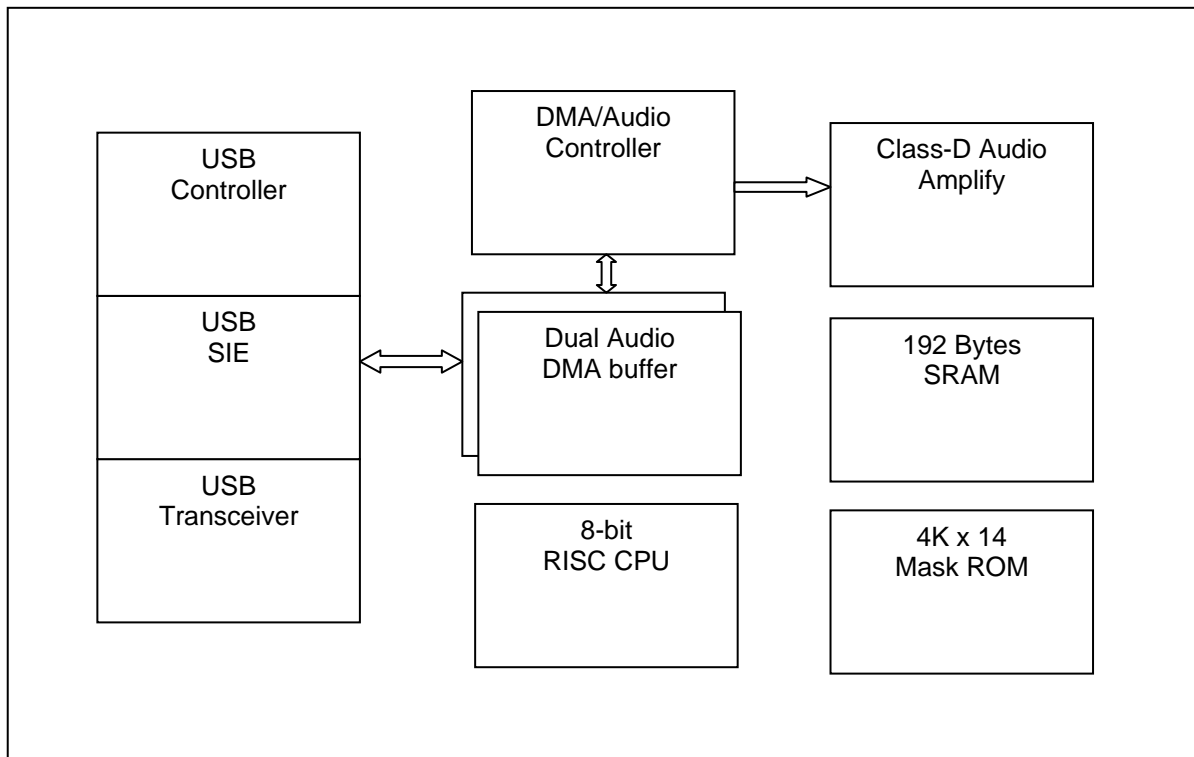 USB
Controller
USB
SIE
USB
Transceiver
DMA/Audio
Controller
Dual Audio
DMA buffer
8-bit
RISC CPU
Class-D Audio
Amplify
192 Bytes
SRAM
4K x 14
Mask ROM